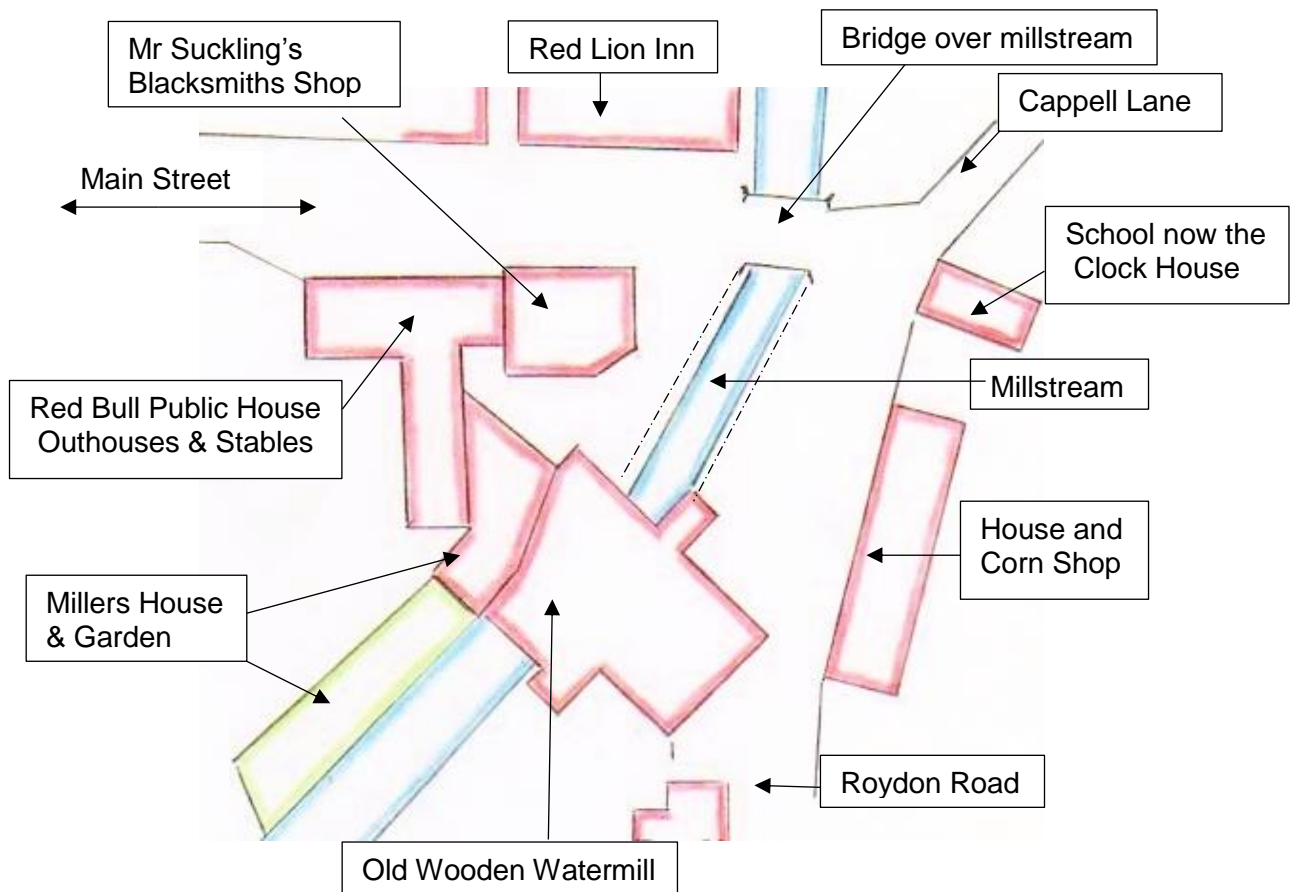 Mr Suckling’s
Blacksmiths Shop
Red Lion Inn
Bridge over millstream
Cappell Lane
Main Street
School now the
Clock House
Red Bull Public House
Outhouses & Stables
Millstream
House and
Corn Shop
Millers House
& Garden
Roydon Road
Old Wooden Watermill